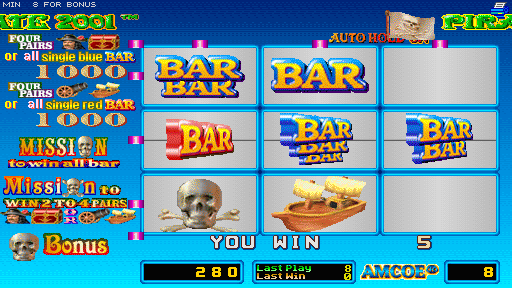 MIN 8 FOR BONUS
ATE 2001™
PIRA
AUTO HOLD ON
FOUR
PAIRS
or all single blue BAR
1000
FOUR
PAIRS
or all single red BAR
1000
MISSION
to win all bar
Mission to
WIN 2 TO 4 PAIRS
OR
Bonus
BAR
BAR
BAR
BAR
BAR
BAR
BAR
BAR
BAR
YOU WIN 5
280
Last Play 8
Last Win 0
AMCOE
8